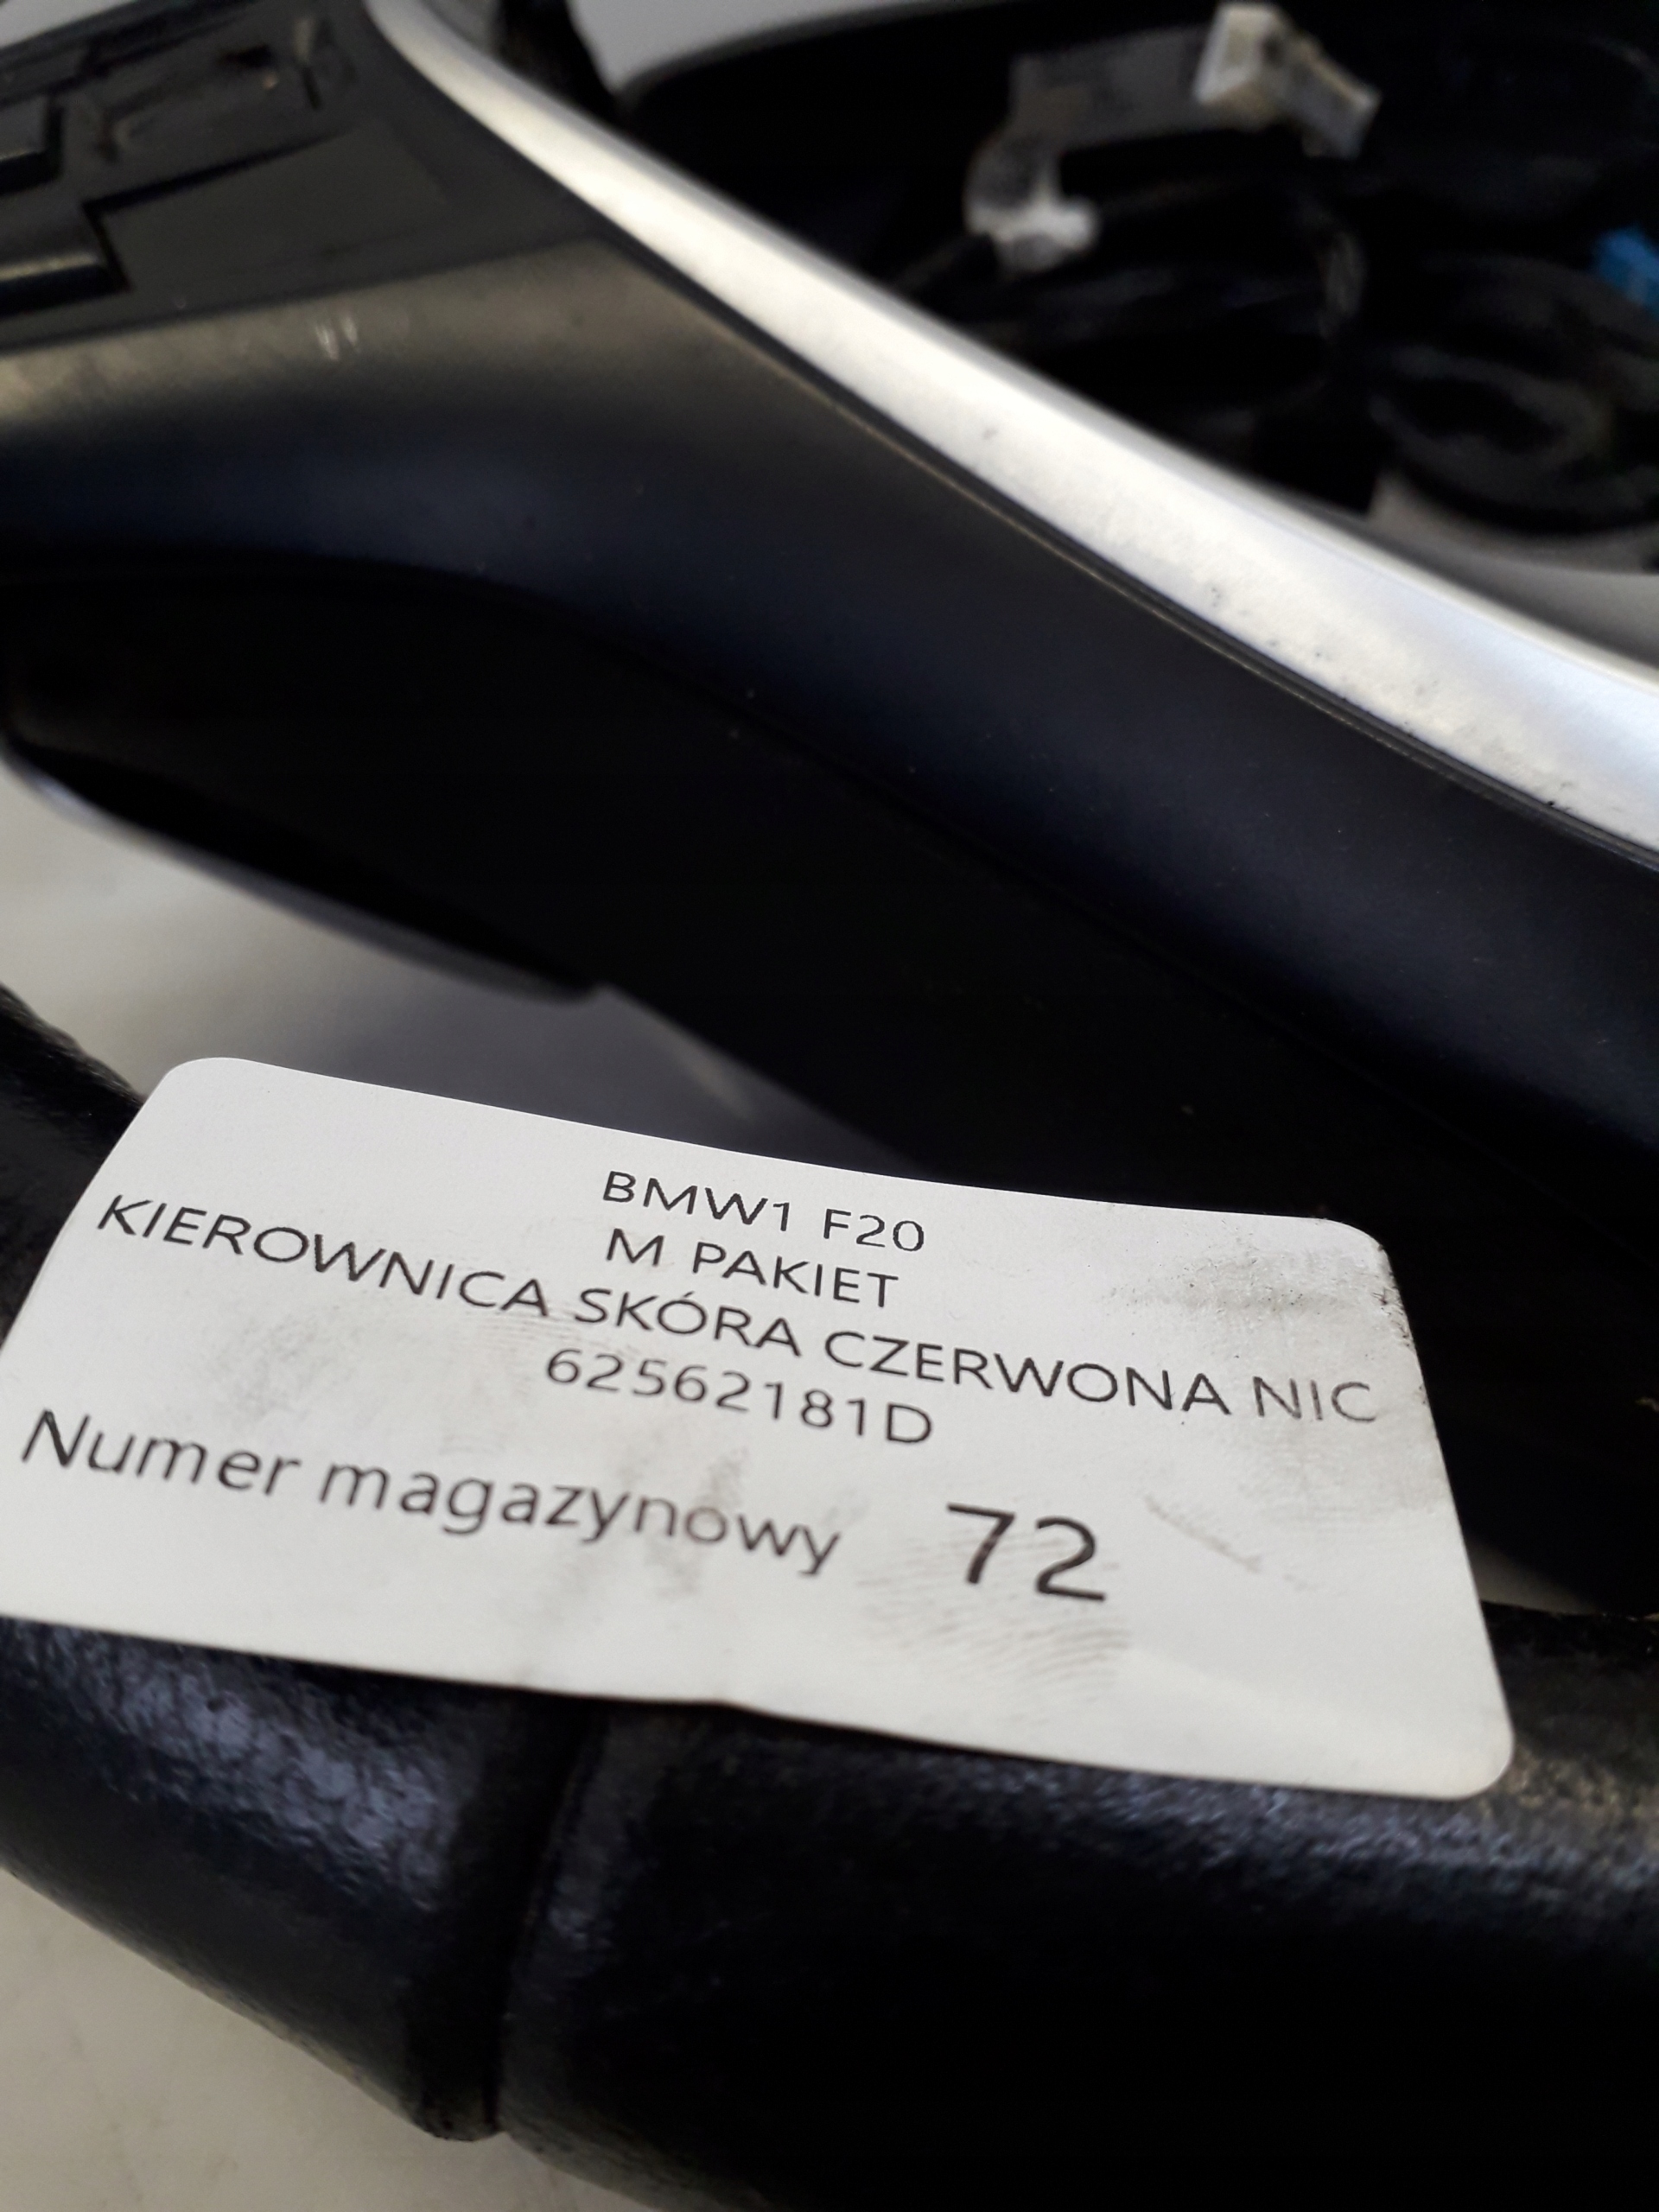 BMW1 F20
M PAKIET
KIEROWNICA SKÓRA CZERWONA NIC
62562181D
Numer magazynowy 72